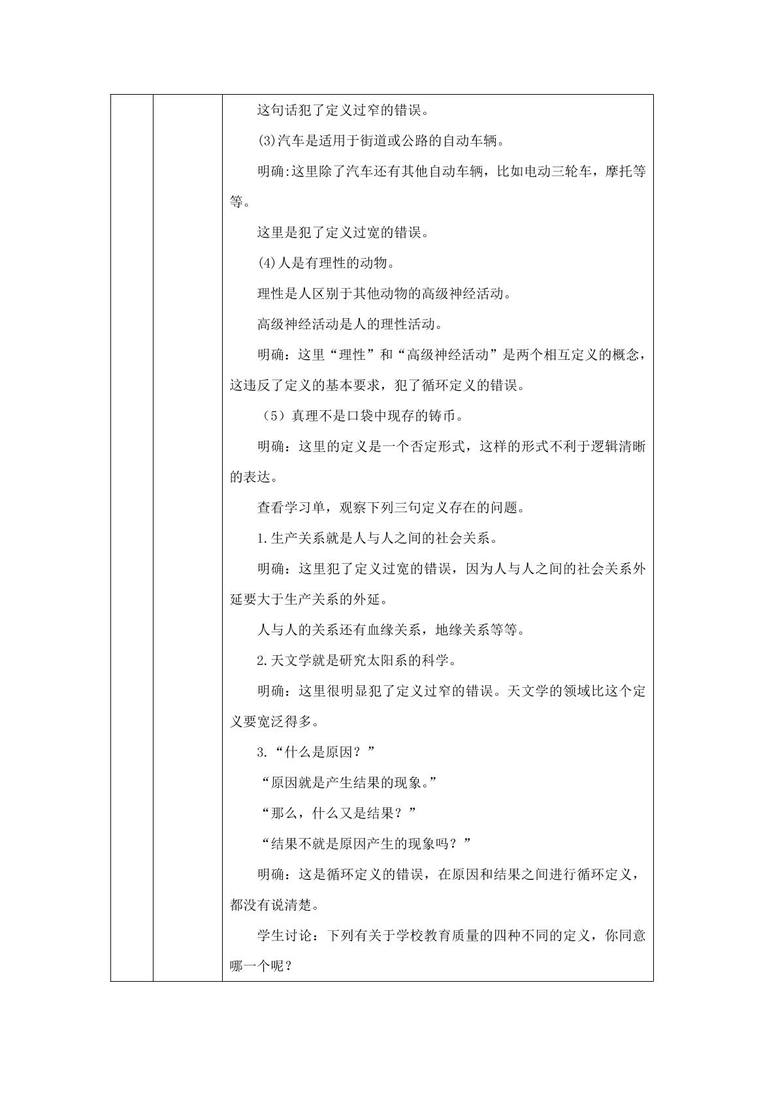 这句话犯了定义过窄的错误。
(3)汽车是适用于街道或公路的自动车辆。
明确:这里除了汽车还有其他自动车辆，比如电动三轮车，摩托等
等。
这里是犯了定义过宽的错误。
(4)人是有理性的动物。
理性是人区别于其他动物的高级神经活动。
高级神经活动是人的理性活动。
明确：这里“理性”和“高级神经活动”是两个相互定义的概念，
这违反了定义的基本要求，犯了循环定义的错误。
（5）真理不是口袋中现存的铸币。
明确：这里的定义是一个否定形式，这样的形式不利于逻辑清晰
的表达。
查看学习单，观察下列三句定义存在的问题。
1.生产关系就是人与人之间的社会关系。
明确：这里犯了定义过宽的错误，因为人与人之间的社会关系外
延要大于生产关系的外延。
人与人的关系还有血缘关系，地缘关系等等。
2.天文学就是研究太阳系的科学。
明确：这里很明显犯了定义过窄的错误。天文学的领域比这个定
义要宽泛得多。
3.“什么是原因？”
“原因就是产生结果的现象。”
“那么，什么又是结果？”
“结果不就是原因产生的现象吗？”
明确：这是循环定义的错误，在原因和结果之间进行循环定义，
都没有说清楚。
学生讨论：下列有关于学校教育质量的四种不同的定义，你同意
哪一个呢？